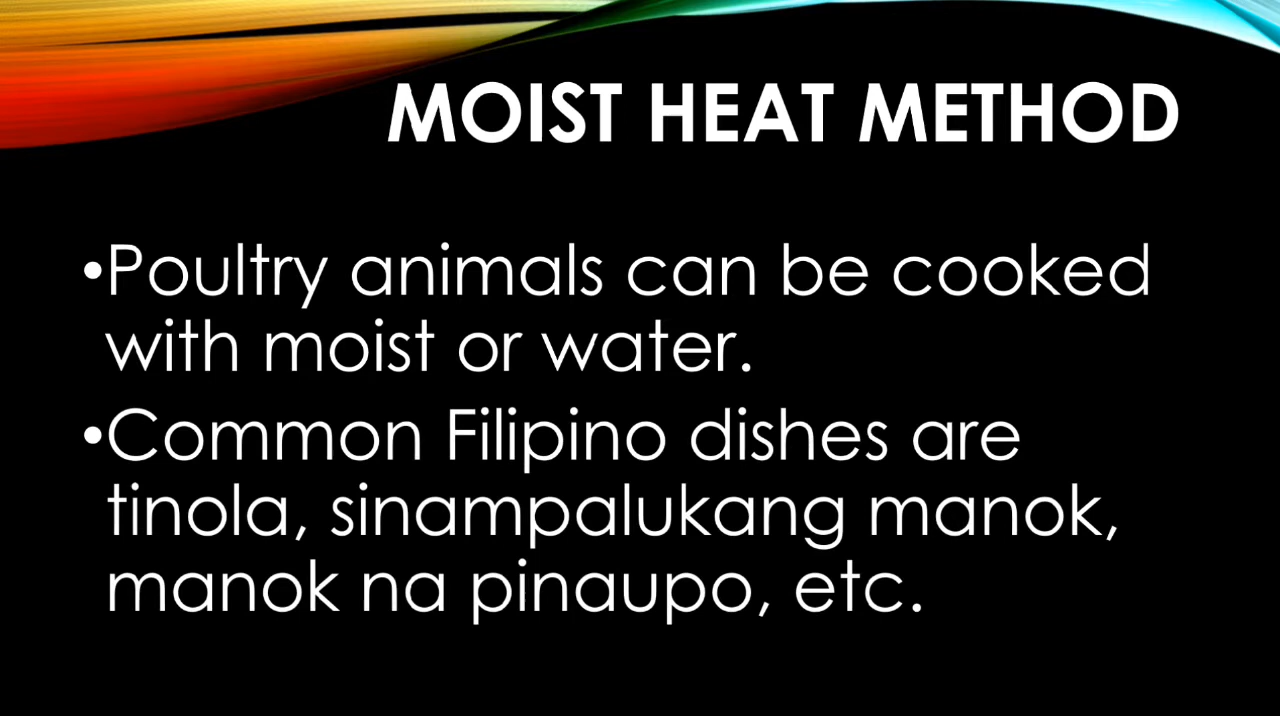 MOIST HEAT METHOD
•Poultry animals can be cooked
with moist or water.
•Common Filipino dishes are
tinola, sinampalukang manok,
manok na pinaupo, etc.